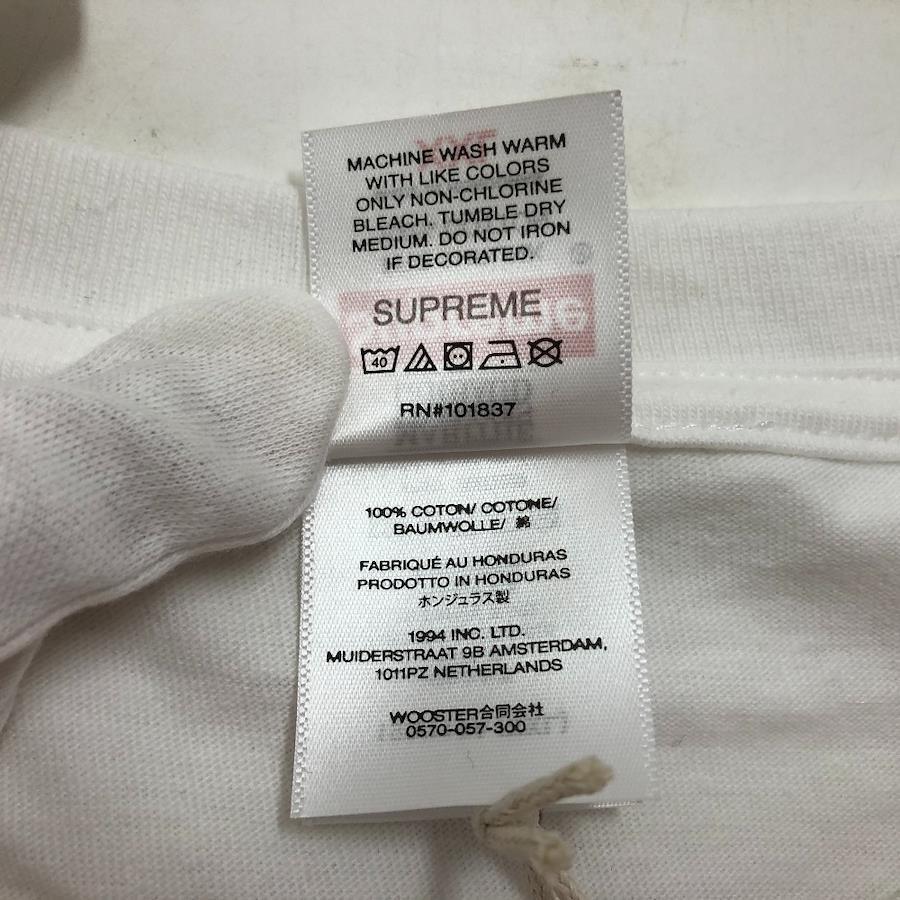 MACHINE WASH WARM
WITH LIKE COLORS
ONLY NON-CHLORINE
BLEACH. TUMBLE DRY
MEDIUM. DO NOT IRON
IF DECORATED.
SUPREME
40
RN#101837
100% COTON/ COTONE/
BAUMWOLLE/ 綿
FABRIQUÉ AU HONDURAS
PRODOTTO IN HONDURAS
ホンジュラス製
1994 INC. LTD.
MUIDERSTRAAT 9B AMSTERDAM,
1011PZ NETHERLANDS
WOOSTER合同会社
0570-057-300